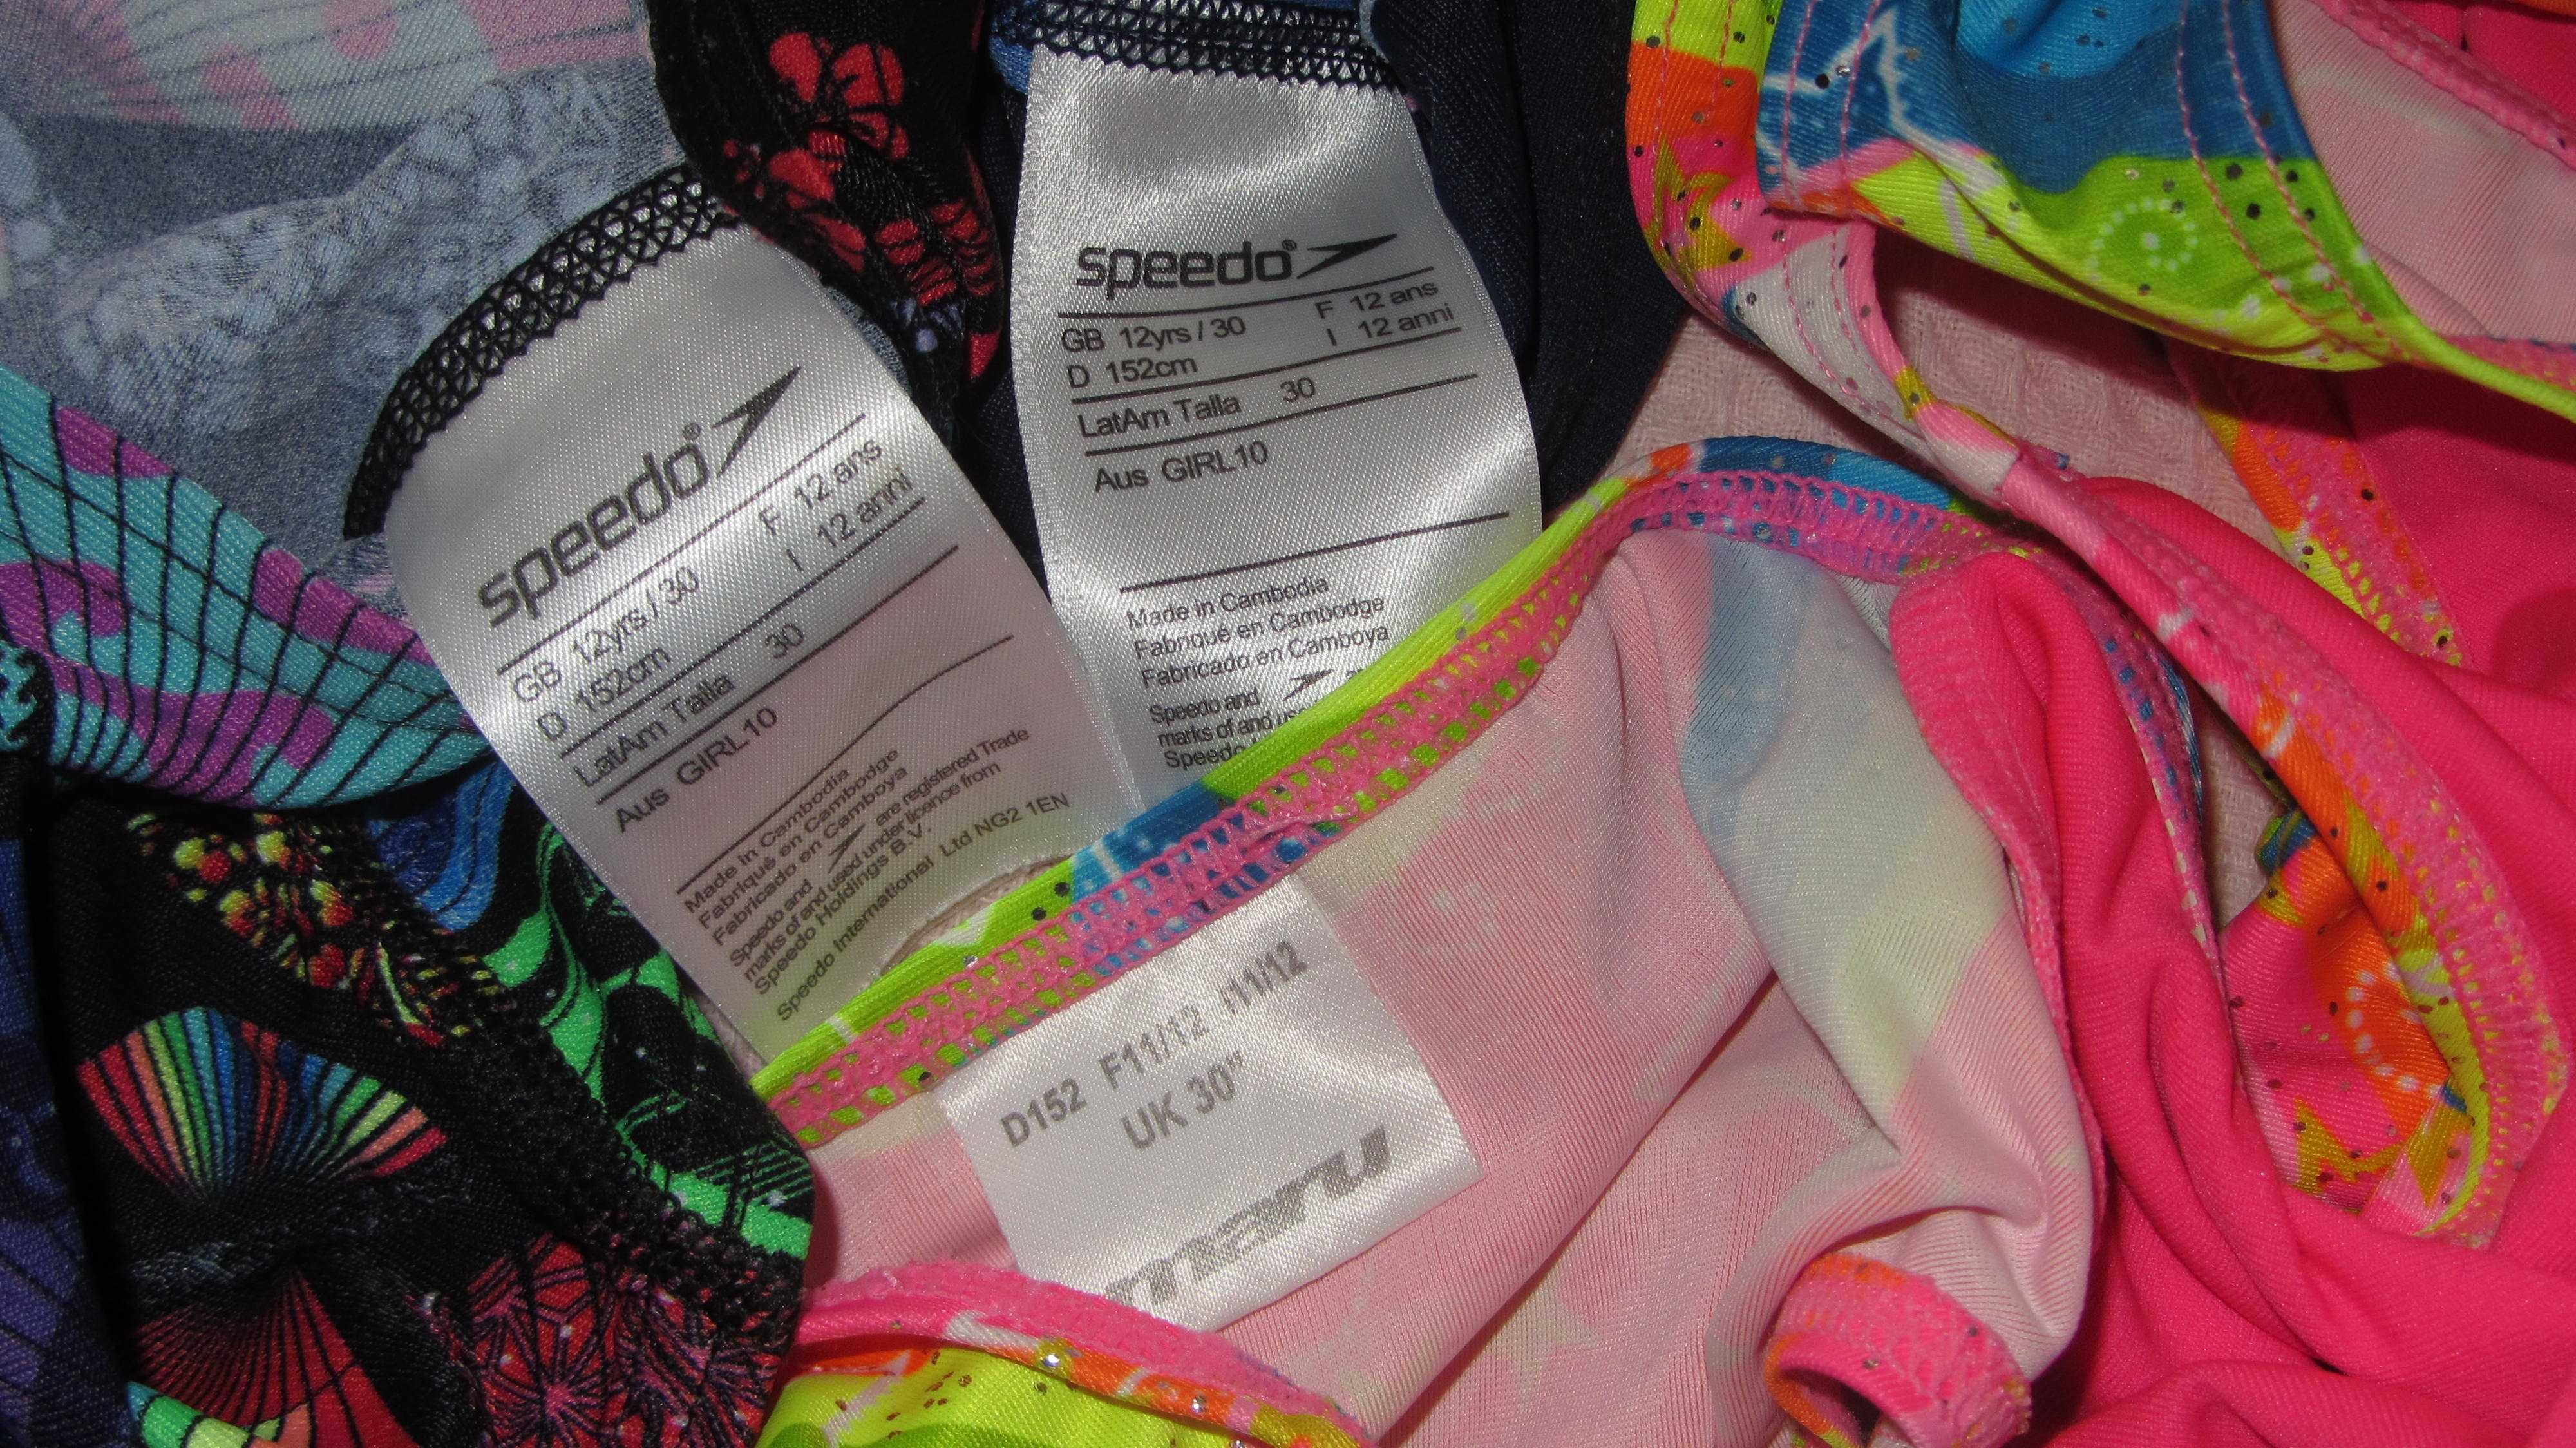 speedo®
GB 12yrs / 30 F 12 ans
D 152cm I 12 anni
LatAm Talla 30
Aus GIRL10
Made in Cambodia
Fabriqué en Cambodge
Fabricado en Camboya
Speedo and are registered Trade
marks of and used under licence from
Speedo Holdings B.V.
Speedo International Ltd NG2 1EN
speedo®
GB 12yrs / 30 F 12 ans
D 152cm I 12 anni
LatAm Talla 30
Aus GIRL10
Made in Cambodia
Fabriqué en Cambodge
Fabricado en Camboya
Speedo and
marks of and use
Speedo
D152 F11/12 I11/12
UK 30"
maru